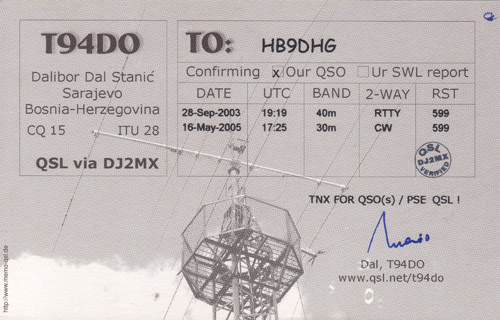 T94DO
Dalibor Dal Stanić
Sarajevo
Bosnia-Herzegovina
CQ 15 ITU 28
QSL via DJ2MX
TO: HB9DHG
Confirming x Our QSO Ur SWL report
DATE UTC BAND 2-WAY RST
28-Sep-2003 19:19 40m RTTY 599
16-May-2005 17:25 30m CW 599
QSL
DJ2MX
VERIFIED
TNX FOR QSO(s) / PSE QSL !
Dal, T94DO
www.qsl.net/t94do
http://www.memo-qsl.de